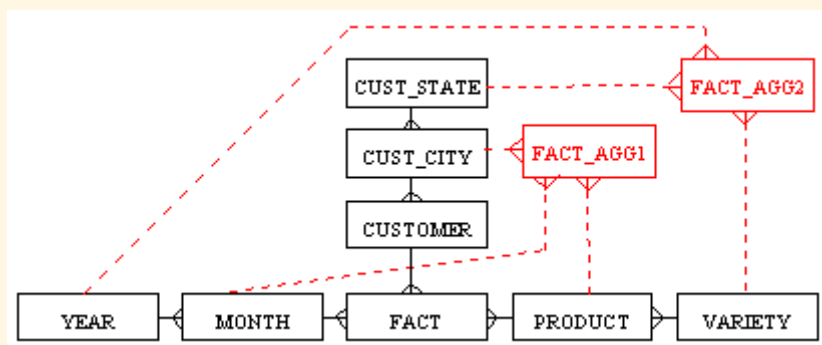 CUST_STATE
FACT_AGG2
CUST_CITY
FACT_AGG1
CUSTOMER
YEAR
MONTH
FACT
PRODUCT
VARIETY